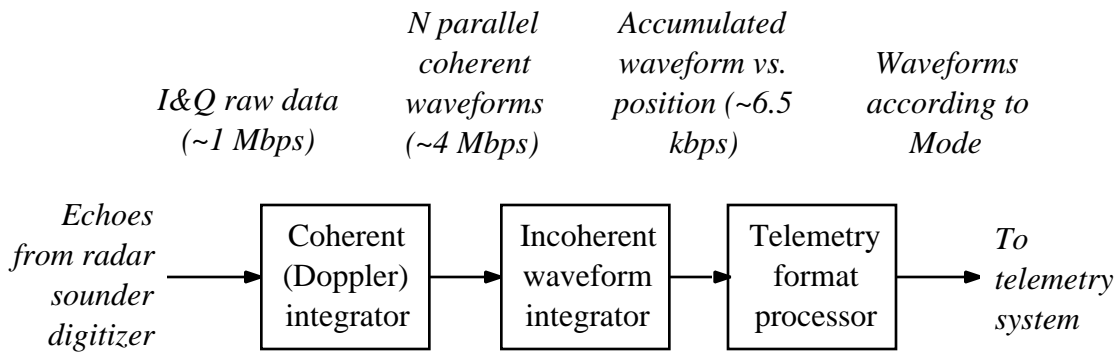 I&Q raw data
(~1 Mbps)
N parallel
coherent
waveforms
(~4 Mbps)
Accumulated
waveform vs.
position (~6.5
kbps)
Waveforms
according to
Mode
Echoes
from radar
sounder
digitizer
Coherent
(Doppler)
integrator
Incoherent
waveform
integrator
Telemetry
format
processor
To
telemetry
system